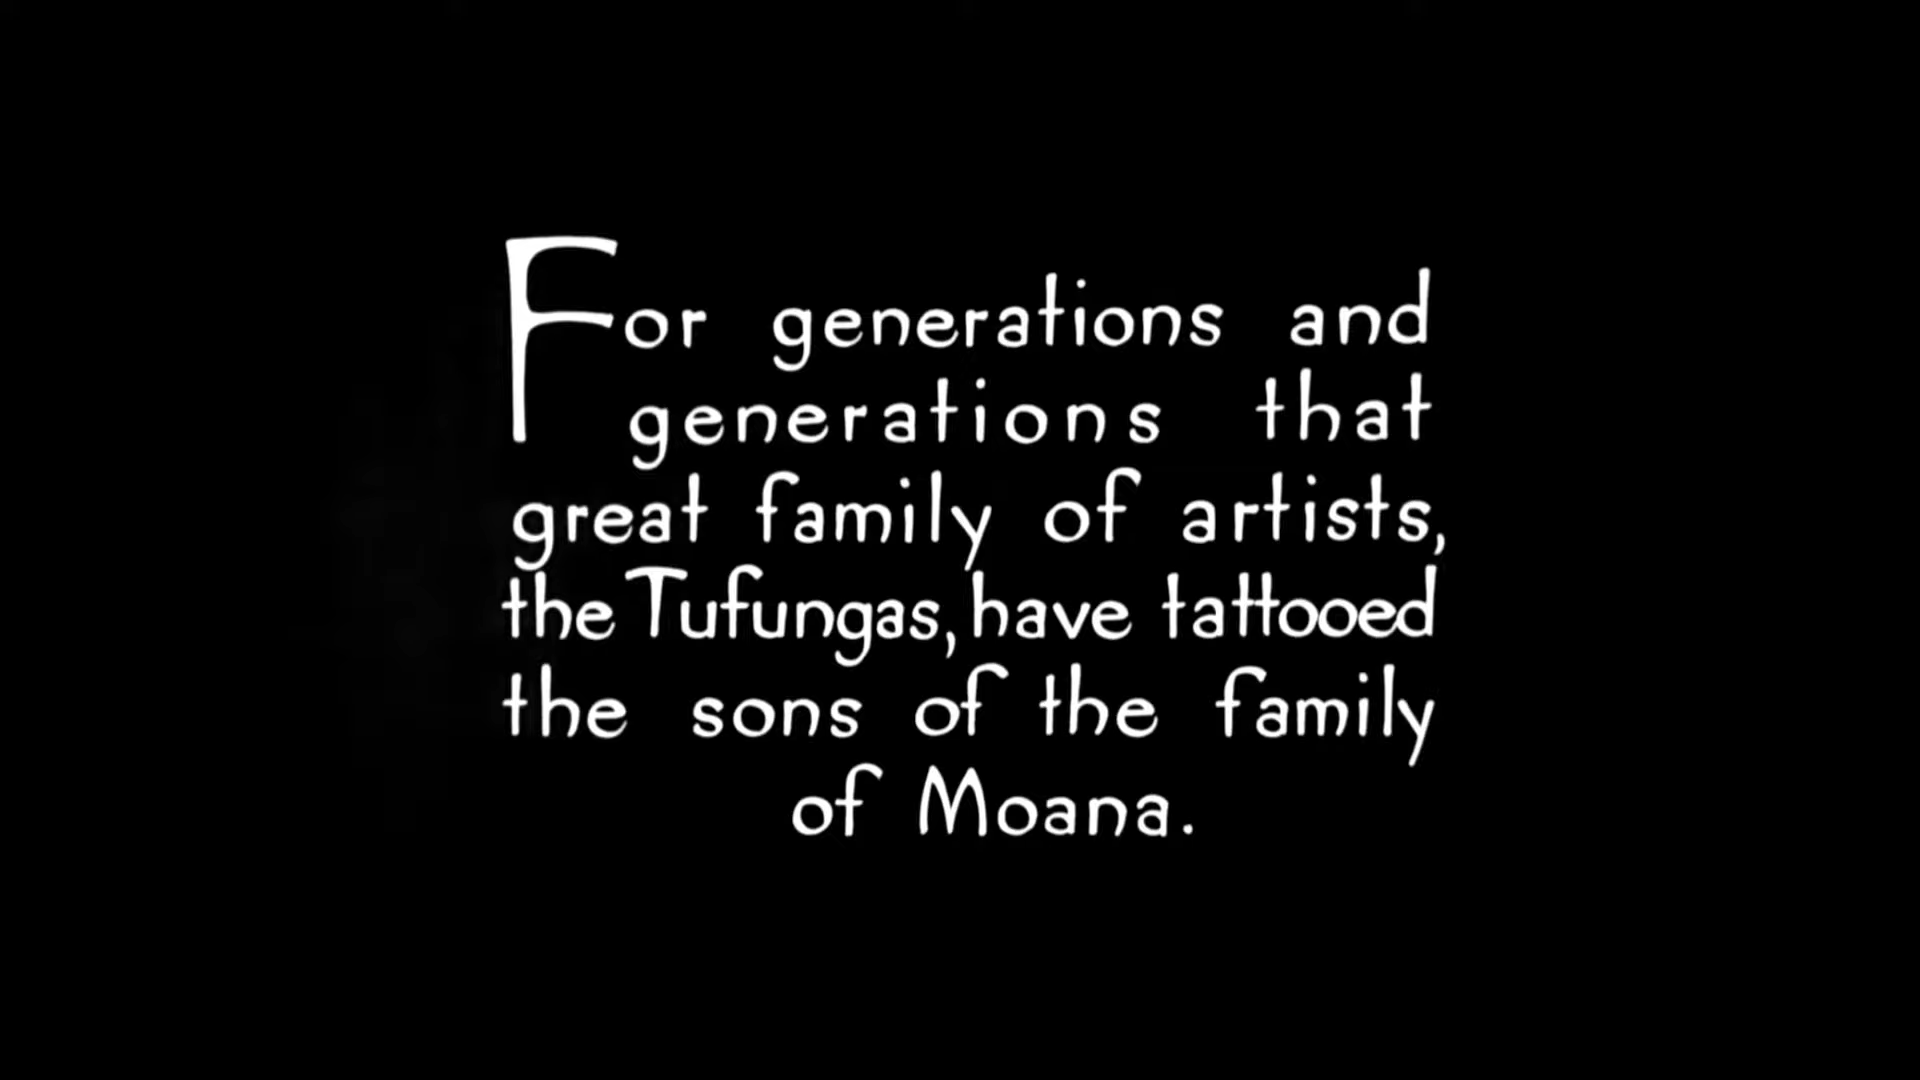 For generations and
generations that
great family of artists,
the Tufungas, have tattooed
the sons of the family
of Moana.